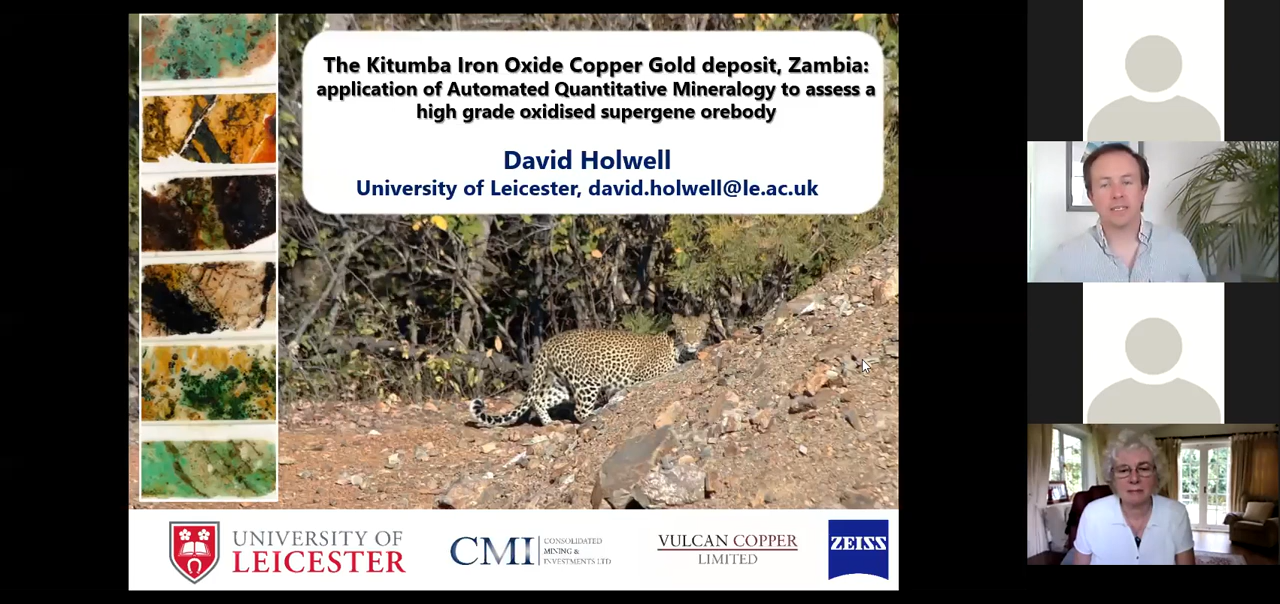 The Kitumba Iron Oxide Copper Gold deposit, Zambia:
application of Automated Quantitative Mineralogy to assess a
high grade oxidised supergene orebody
David Holwell
University of Leicester, david.holwell@le.ac.uk
UNIVERSITY OF
LEICESTER
CMI
CONSOLIDATED
MINING &
INVESTMENTS LTD
VULCAN COPPER
LIMITED
ZEISS